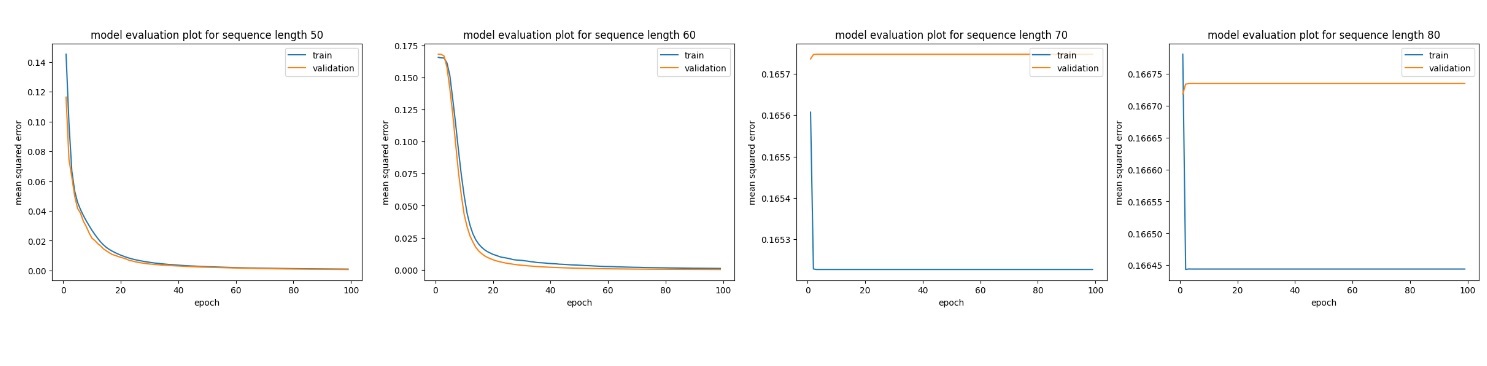 model evaluation plot for sequence length 50
train
validation
mean squared error
0.14
0.12
0.10
0.08
0.06
0.04
0.02
0.00
0 20 40 60 80 100
epoch
model evaluation plot for sequence length 60
train
validation
mean squared error
0.175
0.150
0.125
0.100
0.075
0.050
0.025
0.000
0 20 40 60 80 100
epoch
model evaluation plot for sequence length 70
train
validation
mean squared error
0.1657
0.1656
0.1655
0.1654
0.1653
0 20 40 60 80 100
epoch
model evaluation plot for sequence length 80
train
validation
mean squared error
0.16675
0.16670
0.16665
0.16660
0.16655
0.16650
0.16645
0 20 40 60 80 100
epoch